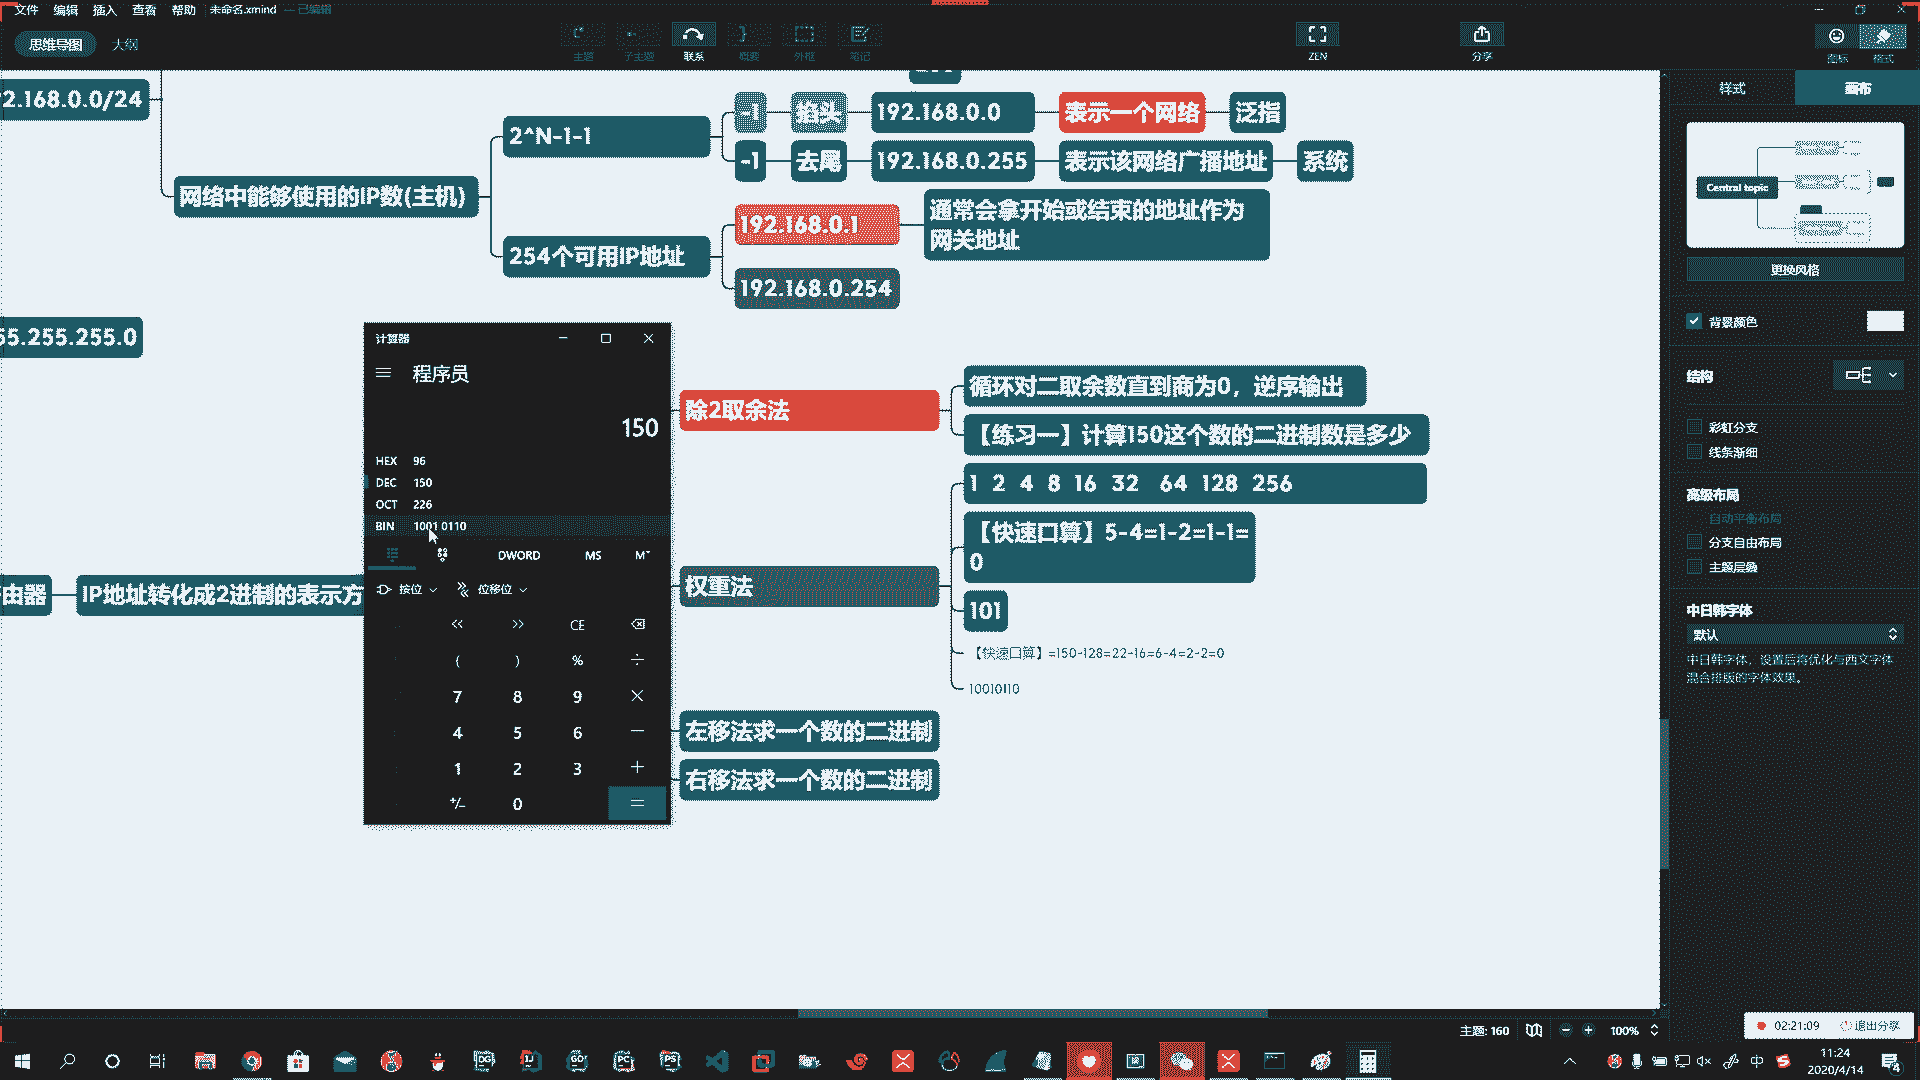 文件 编辑 插入 查看 帮助 未命名.xmind — 已编辑
思维导图 大纲
主题 子主题 联系 概要 外框 笔记 ZEN 分享 图标 格式
2.168.0.0/24
网络中能够使用的IP数(主机)
2^N-1-1
-1 掐头 192.168.0.0 表示一个网络 泛指
-1 去尾 192.168.0.255 表示该网络广播地址 系统
254个可用IP地址
192.168.0.1
通常会拿开始或结束的地址作为
网关地址
192.168.0.254
55.255.255.0
由器
IP地址转化成2进制的表示方
除2取余法
循环对二取余数直到商为0，逆序输出
【练习一】计算150这个数的二进制数是多少
权重法
1 2 4 8 16 32 64 128 256
【快速口算】5-4=1-2=1-1=
0
101
【快速口算】=150-128=22-16=6-4=2-2=0
10010110
左移法求一个数的二进制
右移法求一个数的二进制
计算器
程序员
150
HEX 96
DEC 150
OCT 226
BIN 1001 0110
DWORD MS M˅
按位 位移位
<< >> CE
( ) % ÷
7 8 9 ×
4 5 6 −
1 2 3 +
+/− 0 =
样式 画布
Central topic
更换风格
背景颜色
结构
彩虹分支
线条渐细
高级布局
自动平衡布局
分支自由布局
主题层叠
中日韩字体
默认
中日韩字体，设置后将优化与西文字体
混合排版的字体效果。
主题: 160 100%
02:21:09 退出分享
DG IJ GO PC PS
中
11:24
2020/4/14
4